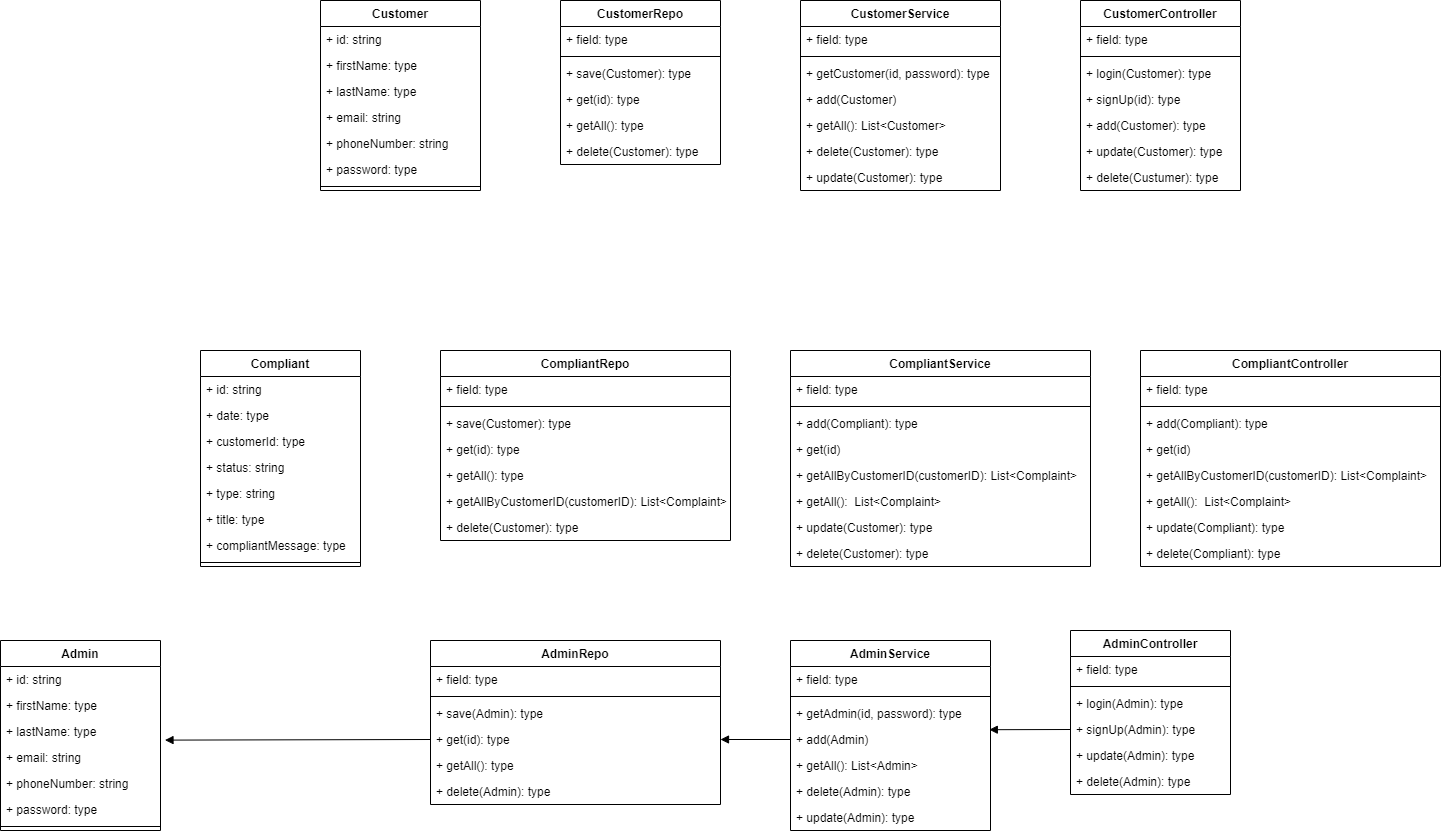 Customer
+ id: string
+ firstName: type
+ lastName: type
+ email: string
+ phoneNumber: string
+ password: type
CustomerRepo
+ field: type
+ save(Customer): type
+ get(id): type
+ getAll(): type
+ delete(Customer): type
CustomerService
+ field: type
+ getCustomer(id, password): type
+ add(Customer)
+ getAll(): List<Customer>
+ delete(Customer): type
+ update(Customer): type
CustomerController
+ field: type
+ login(Customer): type
+ signUp(id): type
+ add(Customer): type
+ update(Customer): type
+ delete(Custumer): type
Compliant
+ id: string
+ date: type
+ customerId: type
+ status: string
+ type: string
+ title: type
+ compliantMessage: type
CompliantRepo
+ field: type
+ save(Customer): type
+ get(id): type
+ getAll(): type
+ getAllByCustomerID(customerID): List<Complaint>
+ delete(Customer): type
CompliantService
+ field: type
+ add(Compliant): type
+ get(id)
+ getAllByCustomerID(customerID): List<Complaint>
+ getAll():  List<Complaint>
+ update(Customer): type
+ delete(Customer): type
CompliantController
+ field: type
+ add(Compliant): type
+ get(id)
+ getAllByCustomerID(customerID): List<Complaint>
+ getAll():  List<Complaint>
+ update(Compliant): type
+ delete(Compliant): type
Admin
+ id: string
+ firstName: type
+ lastName: type
+ email: string
+ phoneNumber: string
+ password: type
AdminRepo
+ field: type
+ save(Admin): type
+ get(id): type
+ getAll(): type
+ delete(Admin): type
AdminService
+ field: type
+ getAdmin(id, password): type
+ add(Admin)
+ getAll(): List<Admin>
+ delete(Admin): type
+ update(Admin): type
AdminController
+ field: type
+ login(Admin): type
+ signUp(Admin): type
+ update(Admin): type
+ delete(Admin): type